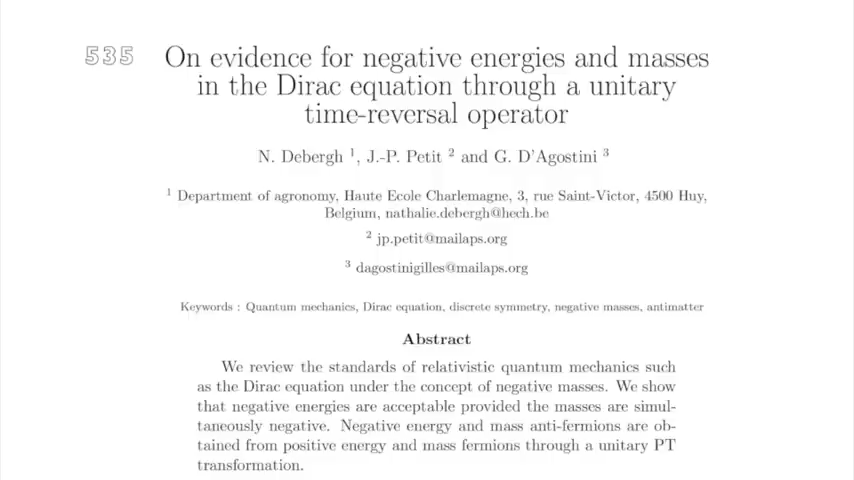 535
On evidence for negative energies and masses
in the Dirac equation through a unitary
time-reversal operator
N. Debergh 1, J.-P. Petit 2 and G. D'Agostini 3
1 Department of agronomy, Haute Ecole Charlemagne, 3, rue Saint-Victor, 4500 Huy,
Belgium, nathalie.debergh@hech.be
2 jp.petit@mailaps.org
3 dagostinigilles@mailaps.org
Keywords : Quantum mechanics, Dirac equation, discrete symmetry, negative masses, antimatter
Abstract
We review the standards of relativistic quantum mechanics such
as the Dirac equation under the concept of negative masses. We show
that negative energies are acceptable provided the masses are simul-
taneously negative. Negative energy and mass anti-fermions are ob-
tained from positive energy and mass fermions through a unitary PT
transformation.